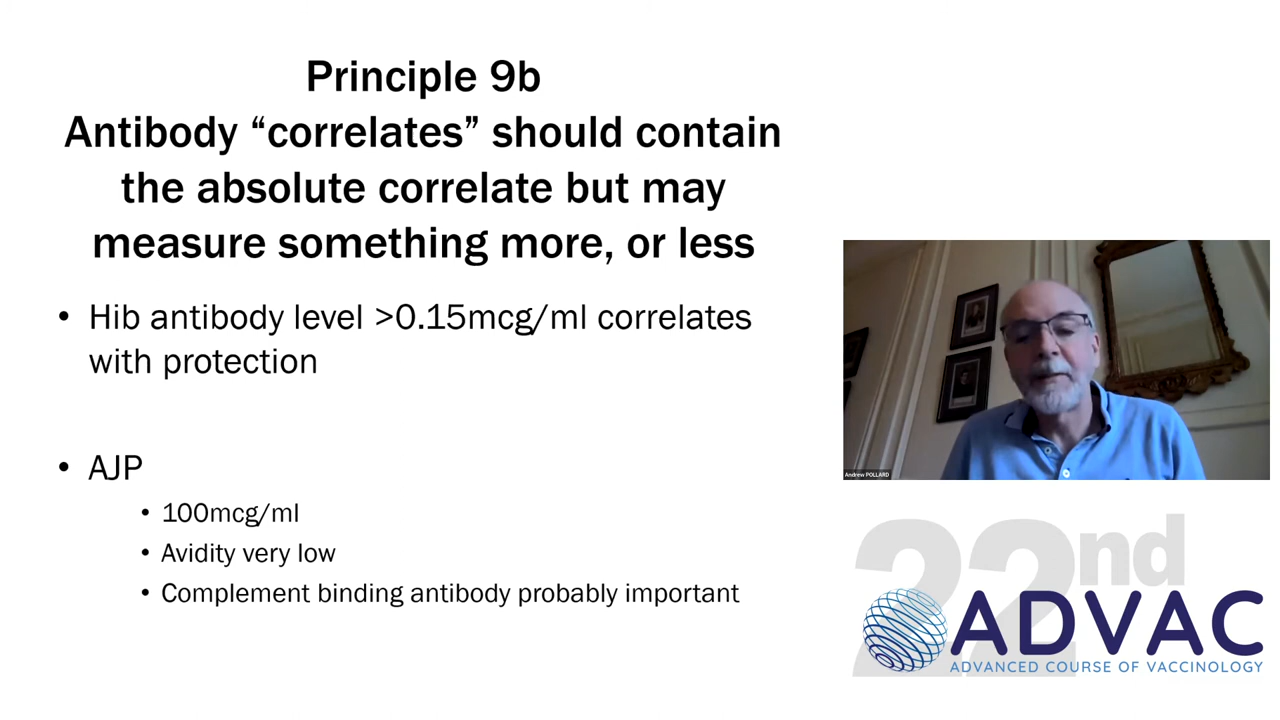 Principle 9b
Antibody “correlates” should contain
the absolute correlate but may
measure something more, or less
• Hib antibody level >0.15mcg/ml correlates
with protection
• AJP
• 100mcg/ml
• Avidity very low
• Complement binding antibody probably important
Andrew POLLARD
22nd
ADVAC
ADVANCED COURSE OF VACCINOLOGY